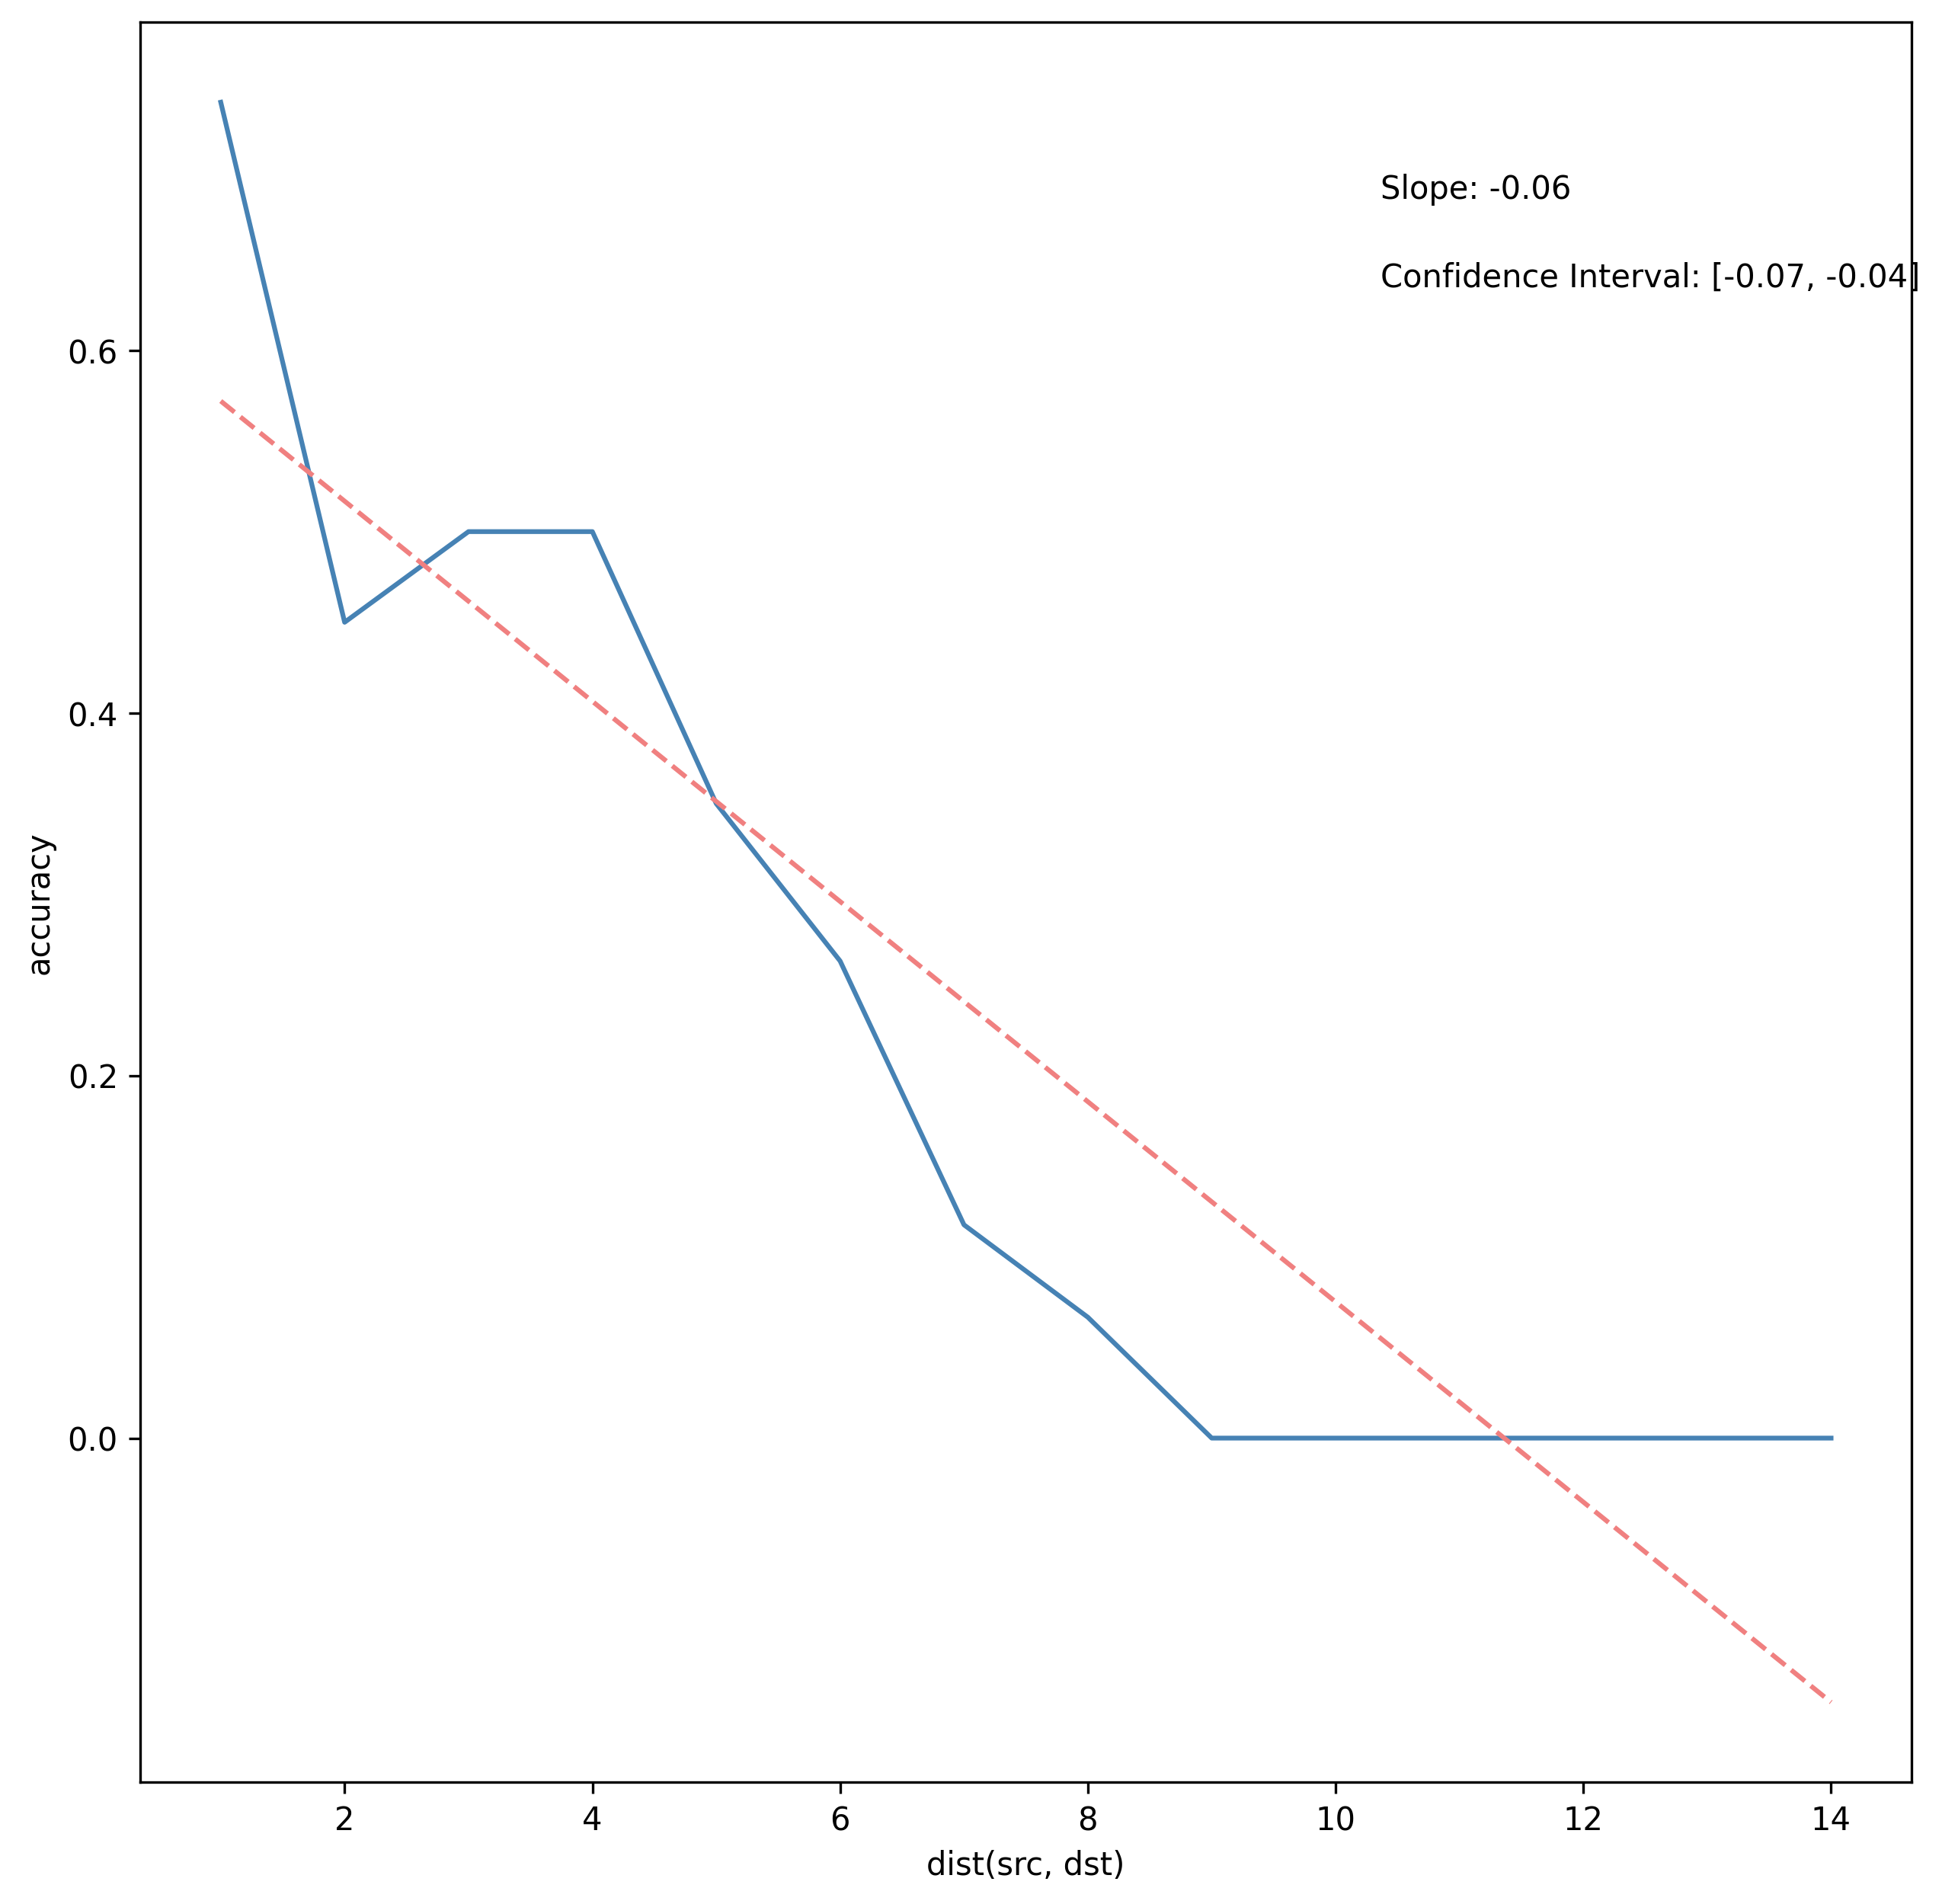 Slope: -0.06
Confidence Interval: [-0.07, -0.04]
0.6
0.4
0.2
0.0
accuracy
2 4 6 8 10 12 14
dist(src, dst)